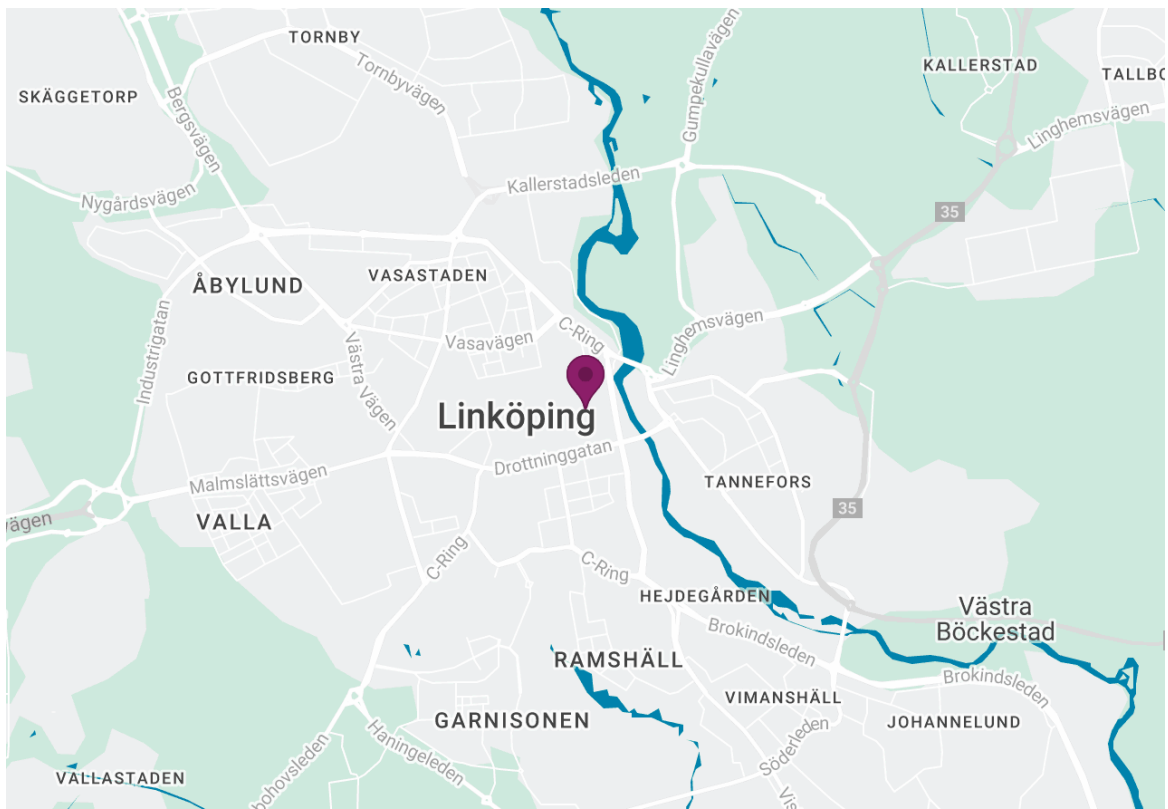 TORNBY
Tornbyvägen
SKÄGGETORP
Bergsvägen
Gumpekullavägen
KALLERSTAD
TALLBO
Linghemsvägen
Nygårdsvägen
Kallerstadsleden
35
VASASTADEN
ÅBYLUND
Industrigatan
Västra Vägen
Vasavägen
C-Ring
Linghemsvägen
GOTTFRIDSBERG
Linköping
Drottninggatan
Malmslättsvägen
TANNEFORS
35
vägen
VALLA
C-Ring
C-Ring
HEJDEGÅRDEN
Västra
Böckestad
Brokindsleden
RAMSHÄLL
Brokindsleden
VIMANSHÄLL
GARNISONEN
JOHANNELUND
Haningeleden
Söderleden
bohovsleden
VALLASTADEN
Vis